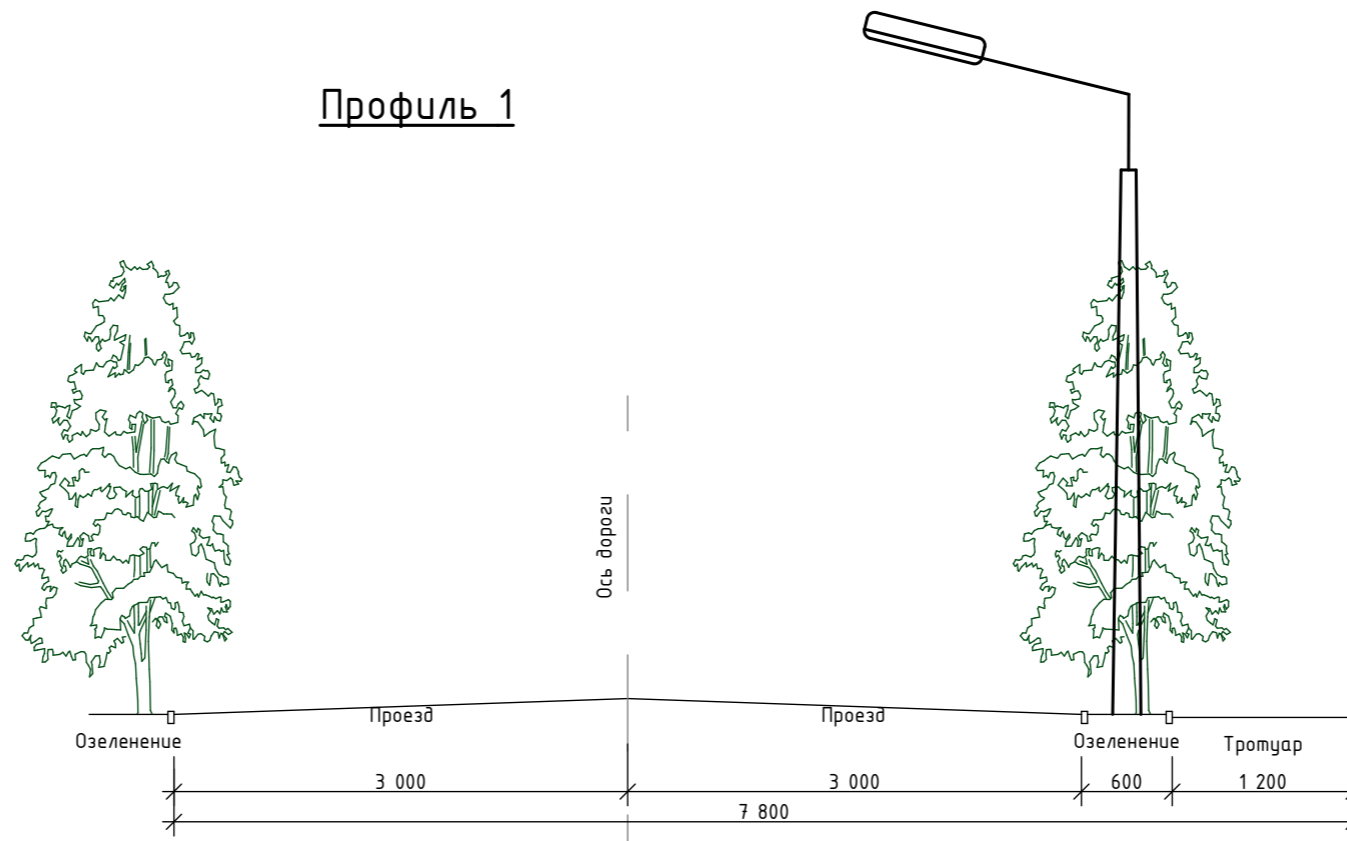 Профиль 1
Ось дороги
Проезд
Проезд
Озеленение
Озеленение
Тротуар
3 000
3 000
600
1 200
7 800